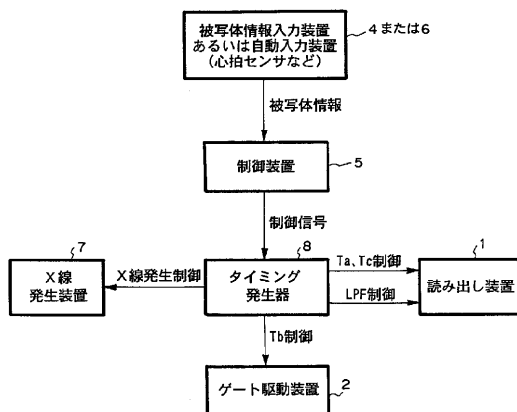 被写体情報入力装置
あるいは自動入力装置
(心拍センサなど)
4または6
被写体情報
制御装置
5
制御信号
7
8
1
X線
発生装置
X線発生制御
タイミング
発生器
Ta、Tc制御
LPF制御
読み出し装置
Tb制御
ゲート駆動装置
2